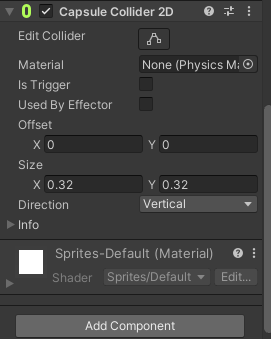 Capsule Collider 2D
Edit Collider
Material None (Physics Ma
Is Trigger
Used By Effector
Offset
X 0 Y 0
Size
X 0.32 Y 0.32
Direction Vertical
Info
Sprites-Default (Material)
Shader Sprites/Default Edit...
Add Component